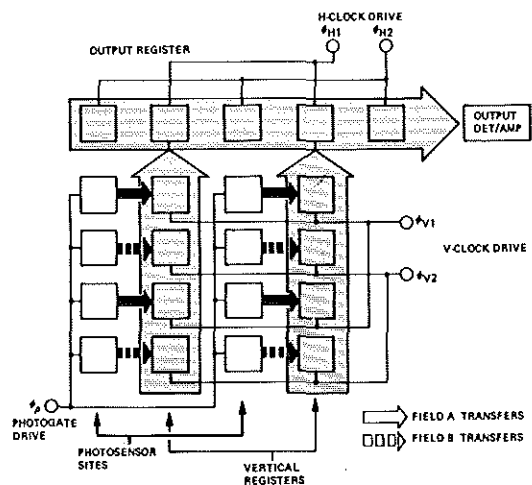 H-CLOCK DRIVE
ϕH1 ϕH2
OUTPUT REGISTER
OUTPUT
DET/AMP
ϕV1
V-CLOCK DRIVE
ϕV2
ϕP
PHOTOGATE
DRIVE
PHOTOSENSOR
SITES
VERTICAL
REGISTERS
FIELD A TRANSFERS
FIELD B TRANSFERS